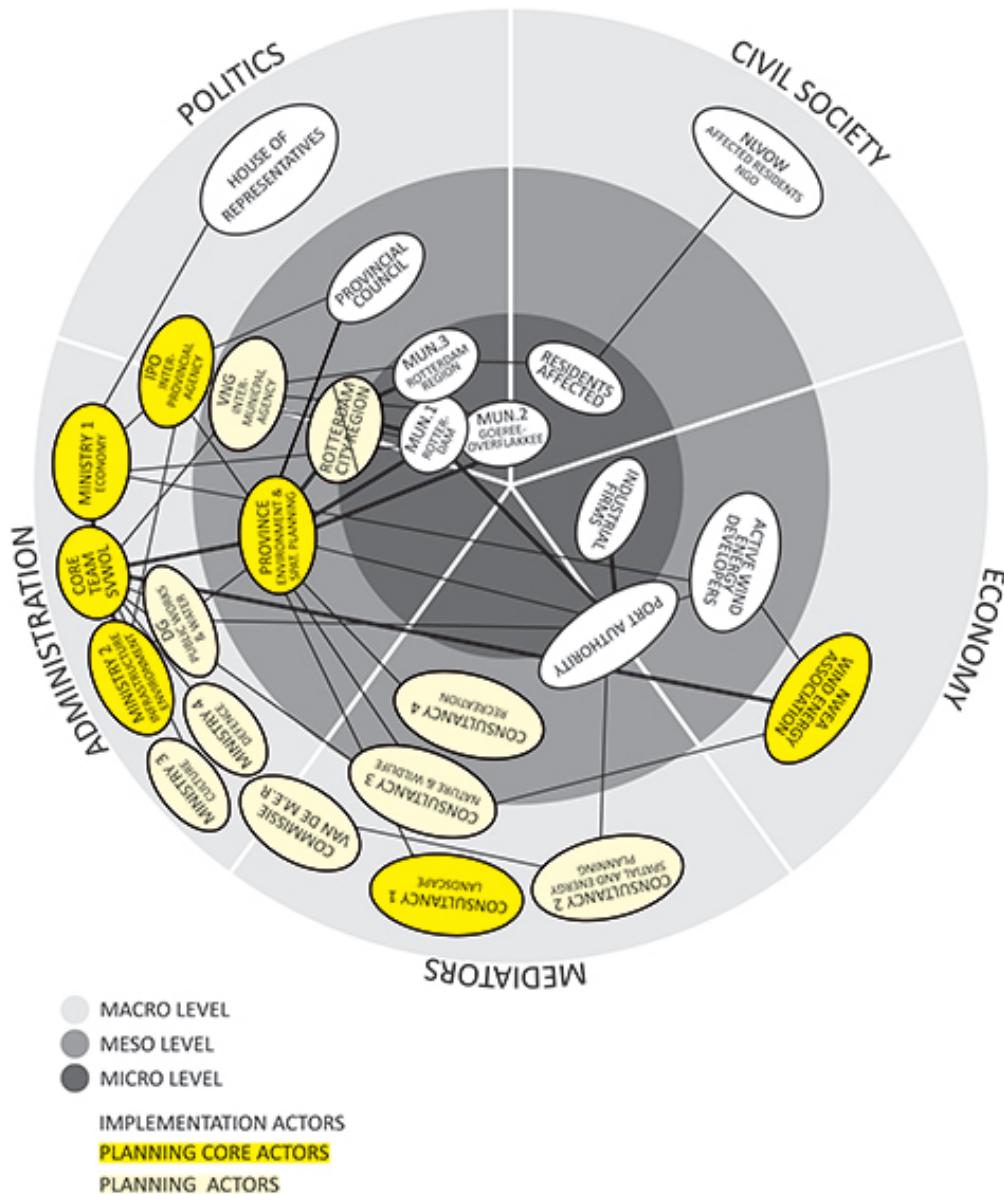 POLITICS
CIVIL SOCIETY
HOUSE OF
REPRESENTATIVES
NLVOW
AFFECTED RESIDENTS
NGO
PROVINCIAL
COUNCIL
IPO
INTER-
PROVINCIAL
AGENCY
VNG
INTER-
MUNICIPAL
AGENCY
MUN.3
ROTTERDAM
REGION
RESIDENTS
AFFECTED
ROTTERDAM
CITYREGION
MUN.1
ROTTER-
DAM
MUN.2
GOEREE-
OVERFLAKKEE
MINISTRY 1
ECONOMY
PROVINCE
ENVIRONMENT &
SPAT. PLANNING
INDUSTRIAL
FIRMS
ACTIVE WIND
ENERGY
DEVELOPERS
CORE
TEAM
SVWOL
ADMINISTRATION
ECONOMY
DG
PUBLIC WORKS
& WATER
PORT AUTHORITY
MINISTRY 2
INFRASTRUCTURE
ENVIRONMENT
NWEA
WIND ENERGY
ASSOCIATION
MINISTRY 4
DEFENCE
CONSULTANCY 4
RECREATION
MINISTRY 3
CULTURE
CONSULTANCY 3
NATURE & WILDLIFE
COMMISSIE
VAN DE M.E.R
CONSULTANCY 1
LANDSCAPE
CONSULTANCY 2
SPATIAL AND ENERGY
PLANNING
MEDIATORS
MACRO LEVEL
MESO LEVEL
MICRO LEVEL
IMPLEMENTATION ACTORS
PLANNING CORE ACTORS
PLANNING ACTORS